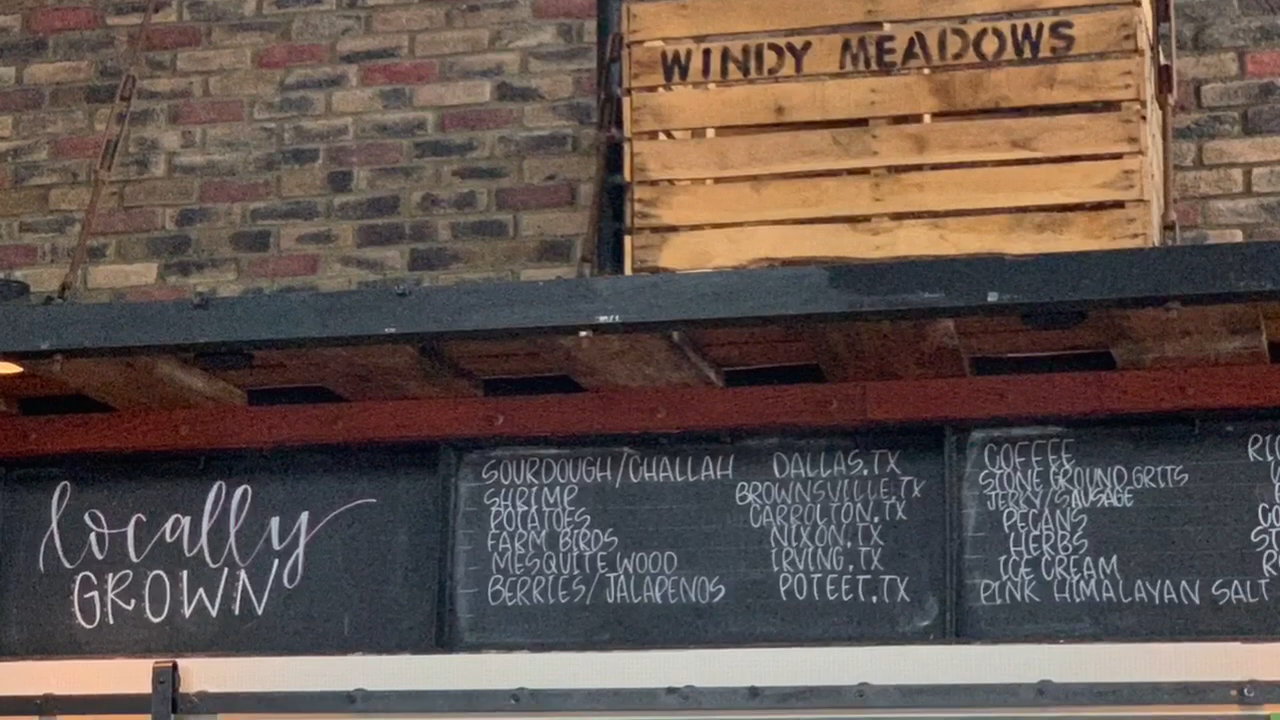 WINDY MEADOWS
locally
GROWN
SOURDOUGH/CHALLAH DALLAS,TX
SHRIMP BROWNSVILLE,TX
POTATOES CARROLTON,TX
FARM BIRDS NIXON,TX
MESQUITE WOOD IRVING,TX
BERRIES/JALAPENOS POTEET,TX
COFFEE
STONE GROUND GRITS
JERKY/SAUSAGE
PECANS
HERBS
ICE CREAM
PINK HIMALAYAN SALT